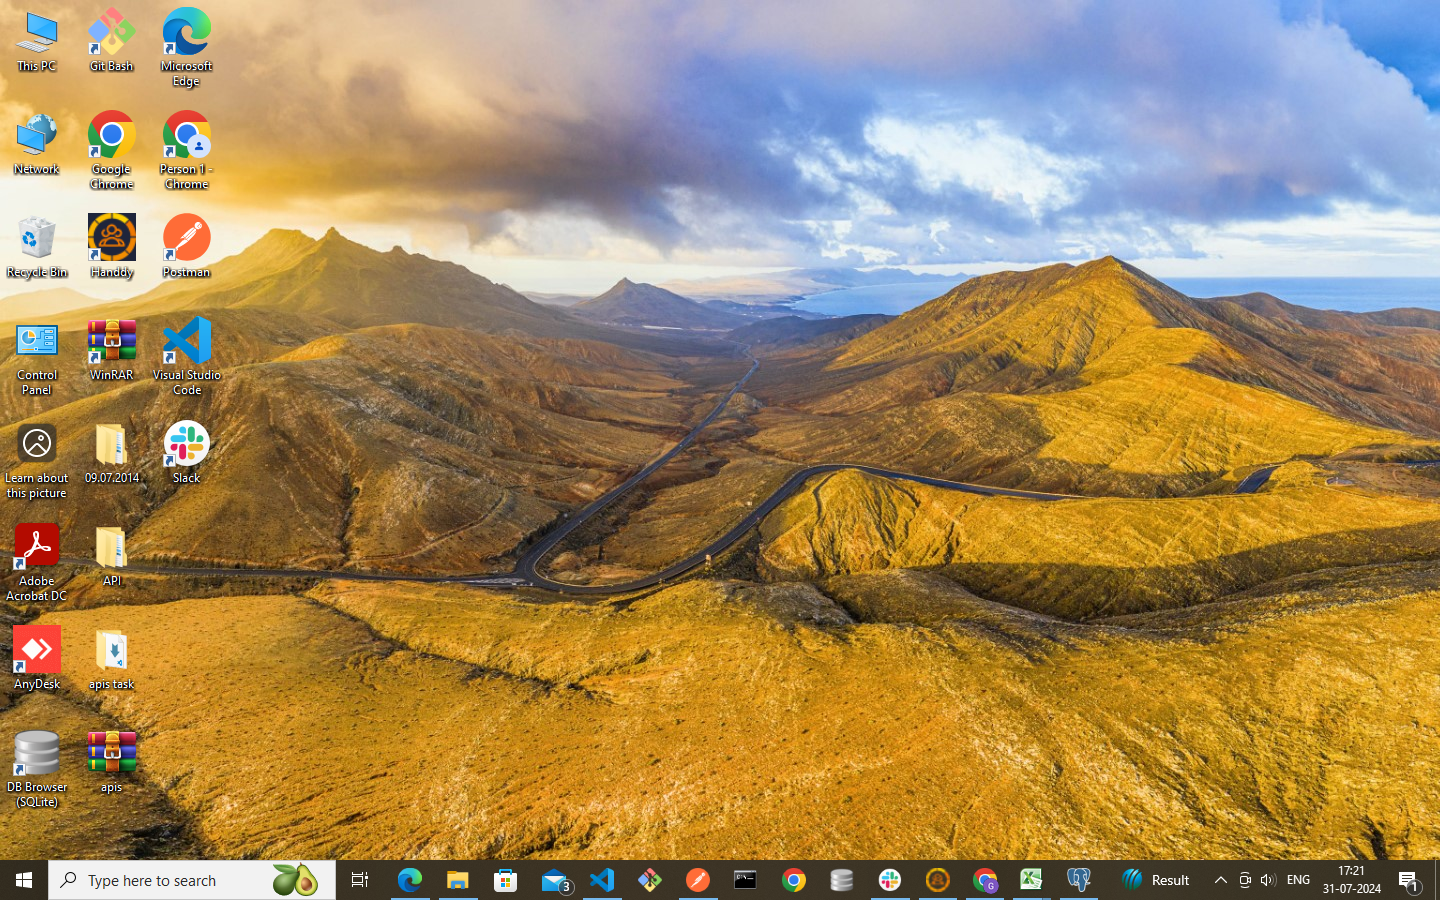 This PC
Git Bash
Microsoft
Edge
Network
Google
Chrome
Person 1 -
Chrome
Recycle Bin
Handdy
Postman
Control
Panel
WinRAR
Visual Studio
Code
Learn about
this picture
09.07.2014
Slack
Adobe
Acrobat DC
API
AnyDesk
apis task
DB Browser
(SQLite)
apis
Type here to search
3
G
Result
ENG
17:21
31-07-2024
1